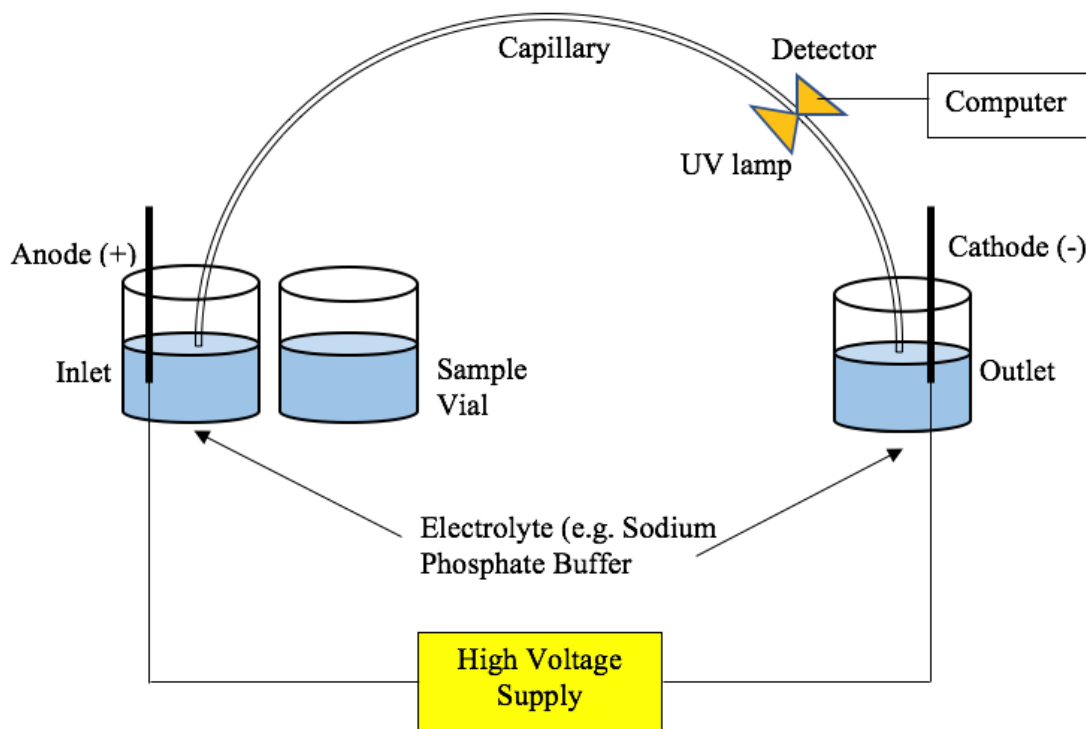 Capillary
Detector
Computer
UV lamp
Anode (+)
Cathode (-)
Inlet
Sample
Vial
Outlet
Electrolyte (e.g. Sodium
Phosphate Buffer
High Voltage
Supply